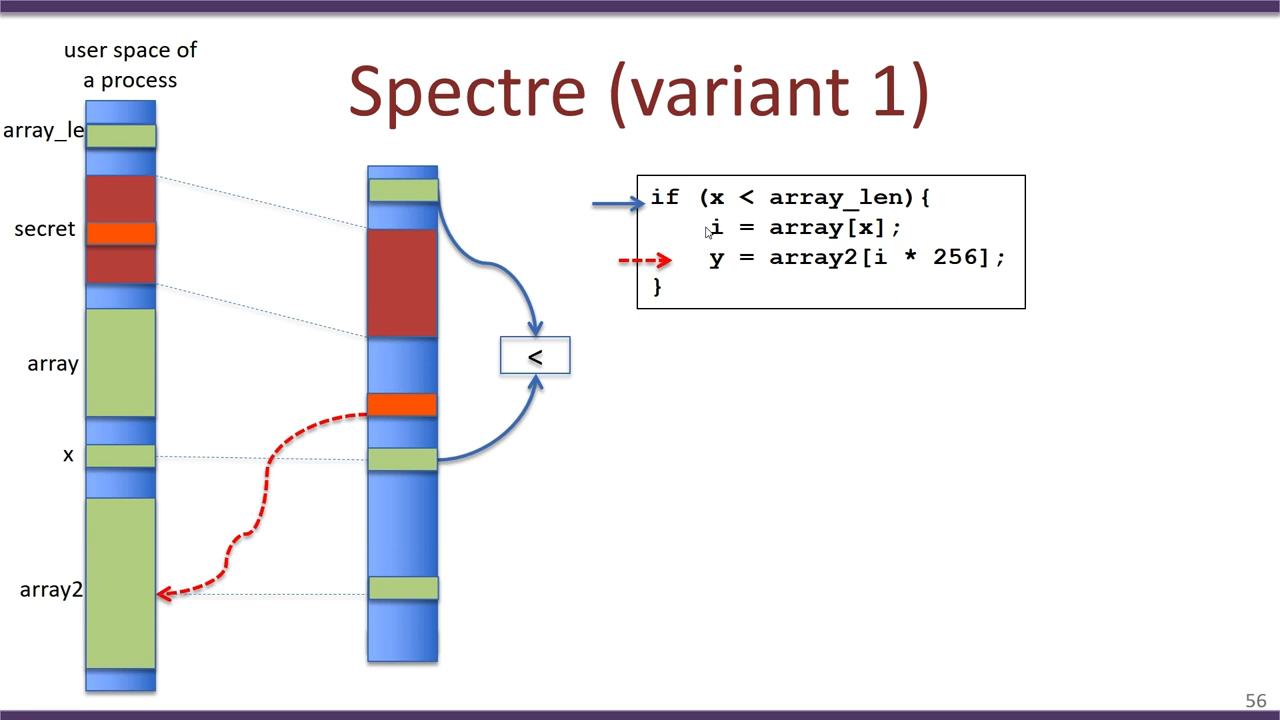 user space of
a process
Spectre (variant 1)
array_le
secret
array
x
array2
<
if (x < array_len){
i = array[x];
y = array2[i * 256];
}
56